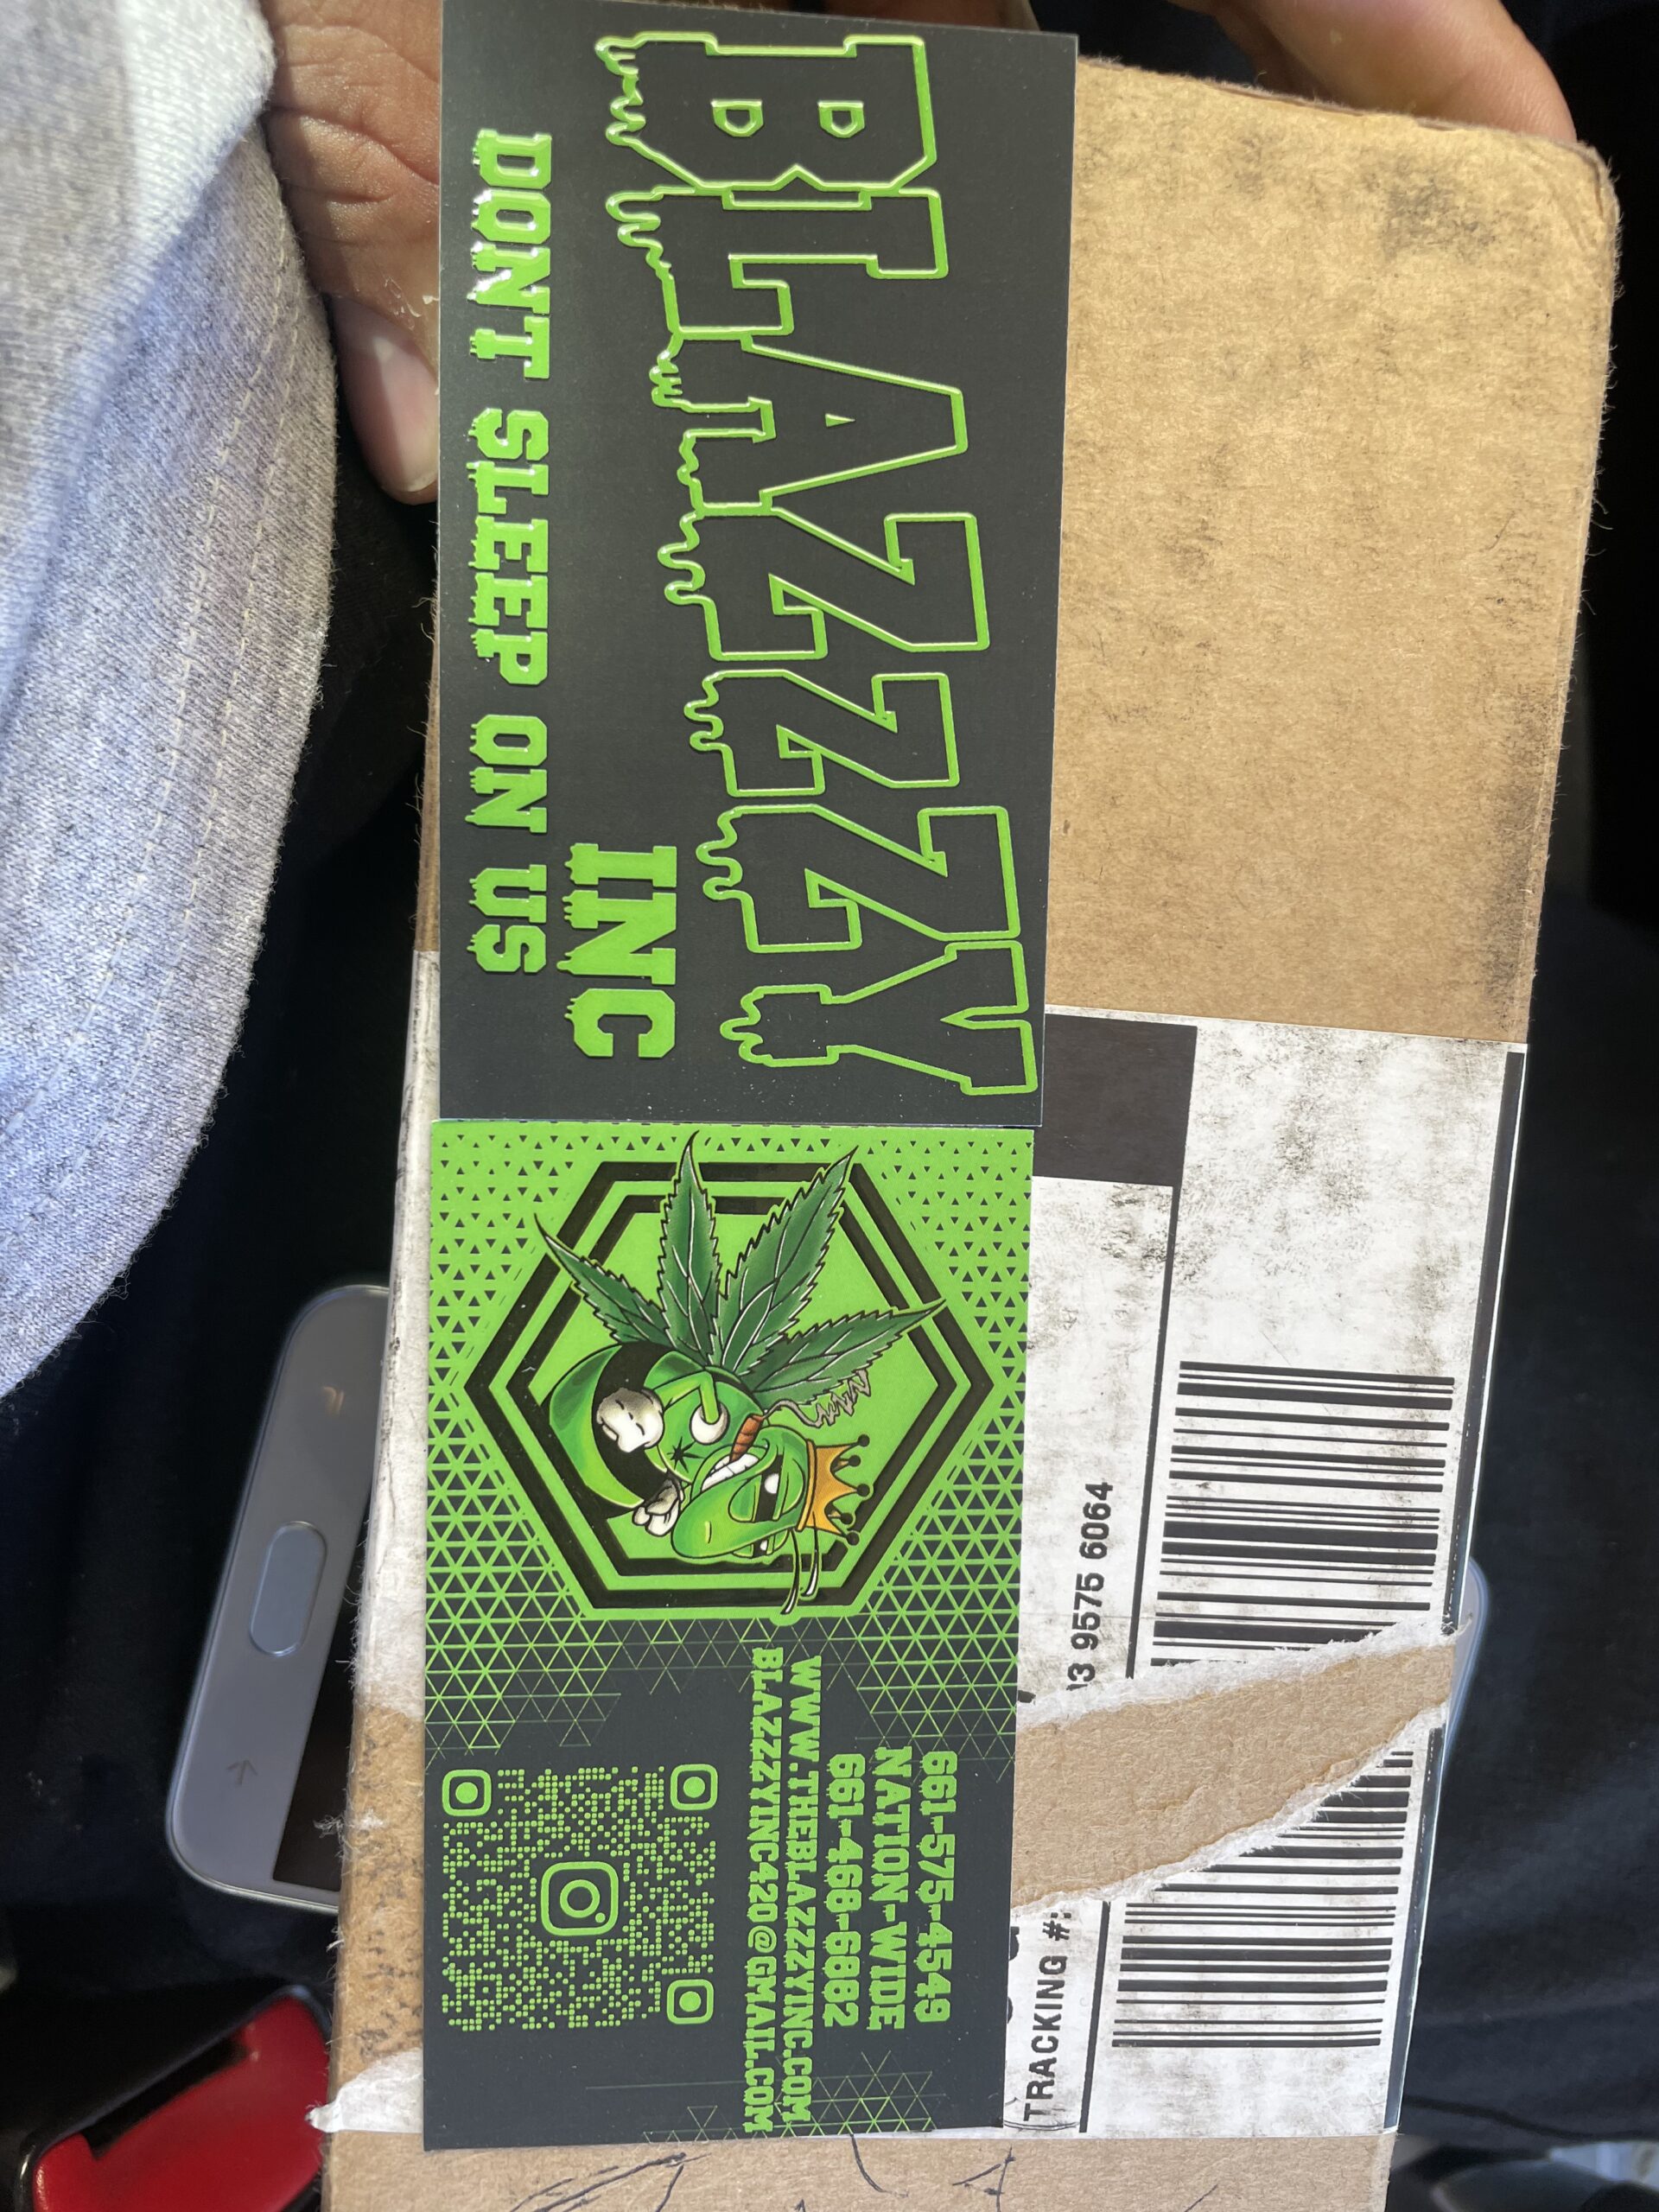 BLAZZZY
INC
DONT SLEEP ON US
661-575-4549
NATION-WIDE
661-468-6882
WWW.THEBLAZZZYINC.COM
BLAZZZYINC420@GMAIL.COM
TRACKING #:
9575 6064